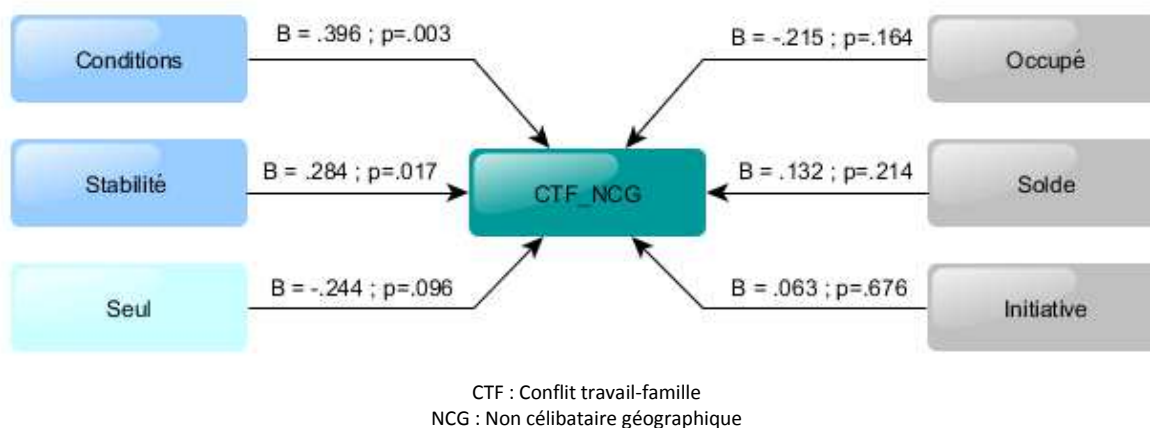 Conditions
B = .396 ; p=.003
B = -.215 ; p=.164
Occupé
Stabilité
B = .284 ; p=.017
CTF_NCG
B = .132 ; p=.214
Solde
Seul
B = -.244 ; p=.096
B = .063 ; p=.676
Initiative
CTF : Conflit travail-famille
NCG : Non célibataire géographique